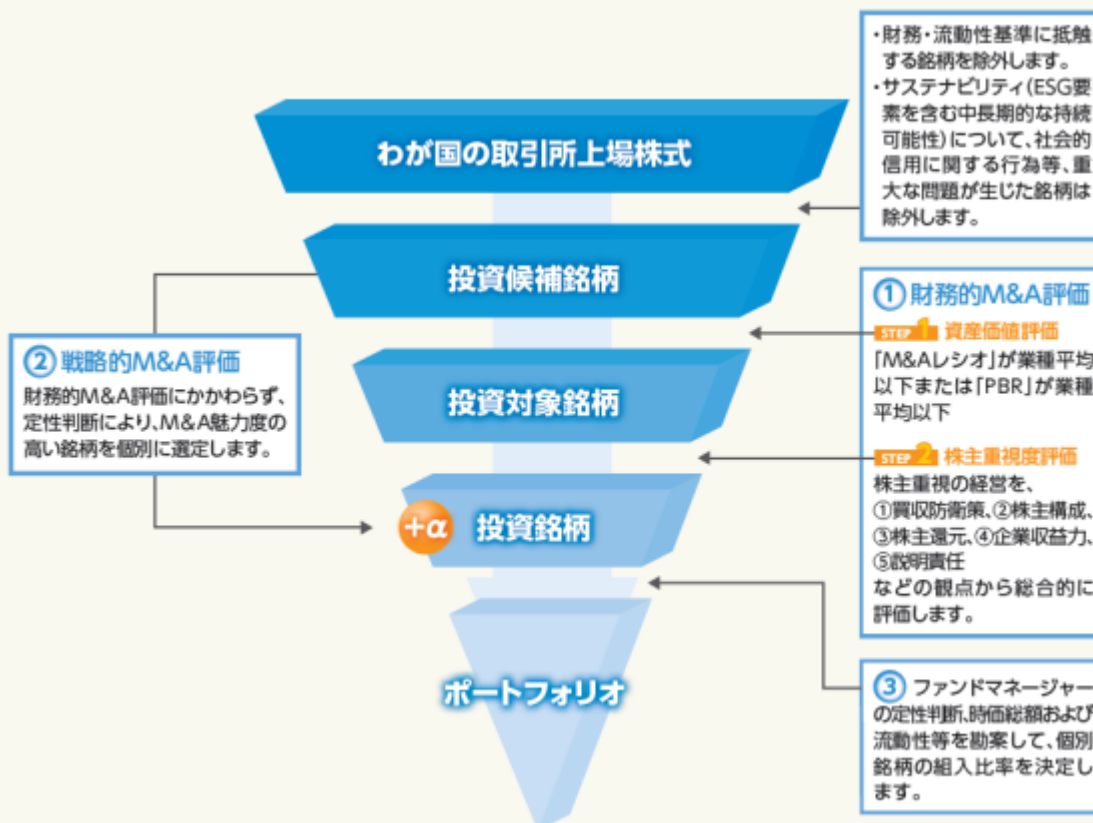 わが国の取引所上場株式
・財務・流動性基準に抵触
する銘柄を除外します。
・サステナビリティ(ESG要
素を含む中長期的な持続
可能性)について、社会的
信用に関する行為等、重
大な問題が生じた銘柄は
除外します。
投資候補銘柄
①財務的M&A評価
STEP 1 資産価値評価
「M&Aレシオ」が業種平均
以下または「PBR」が業種
平均以下
②戦略的M&A評価
財務的M&A評価にかかわらず、
定性判断により、M&A魅力度の
高い銘柄を個別に選定します。
投資対象銘柄
STEP 2 株主重視度評価
株主重視の経営を、
①買収防衛策、②株主構成、
③株主還元、④企業収益力、
⑤説明責任
などの観点から総合的に
評価します。
+α 投資銘柄
ポートフォリオ
③ファンドマネージャー
の定性判断、時価総額および
流動性等を勘案して、個別
銘柄の組入比率を決定し
ます。